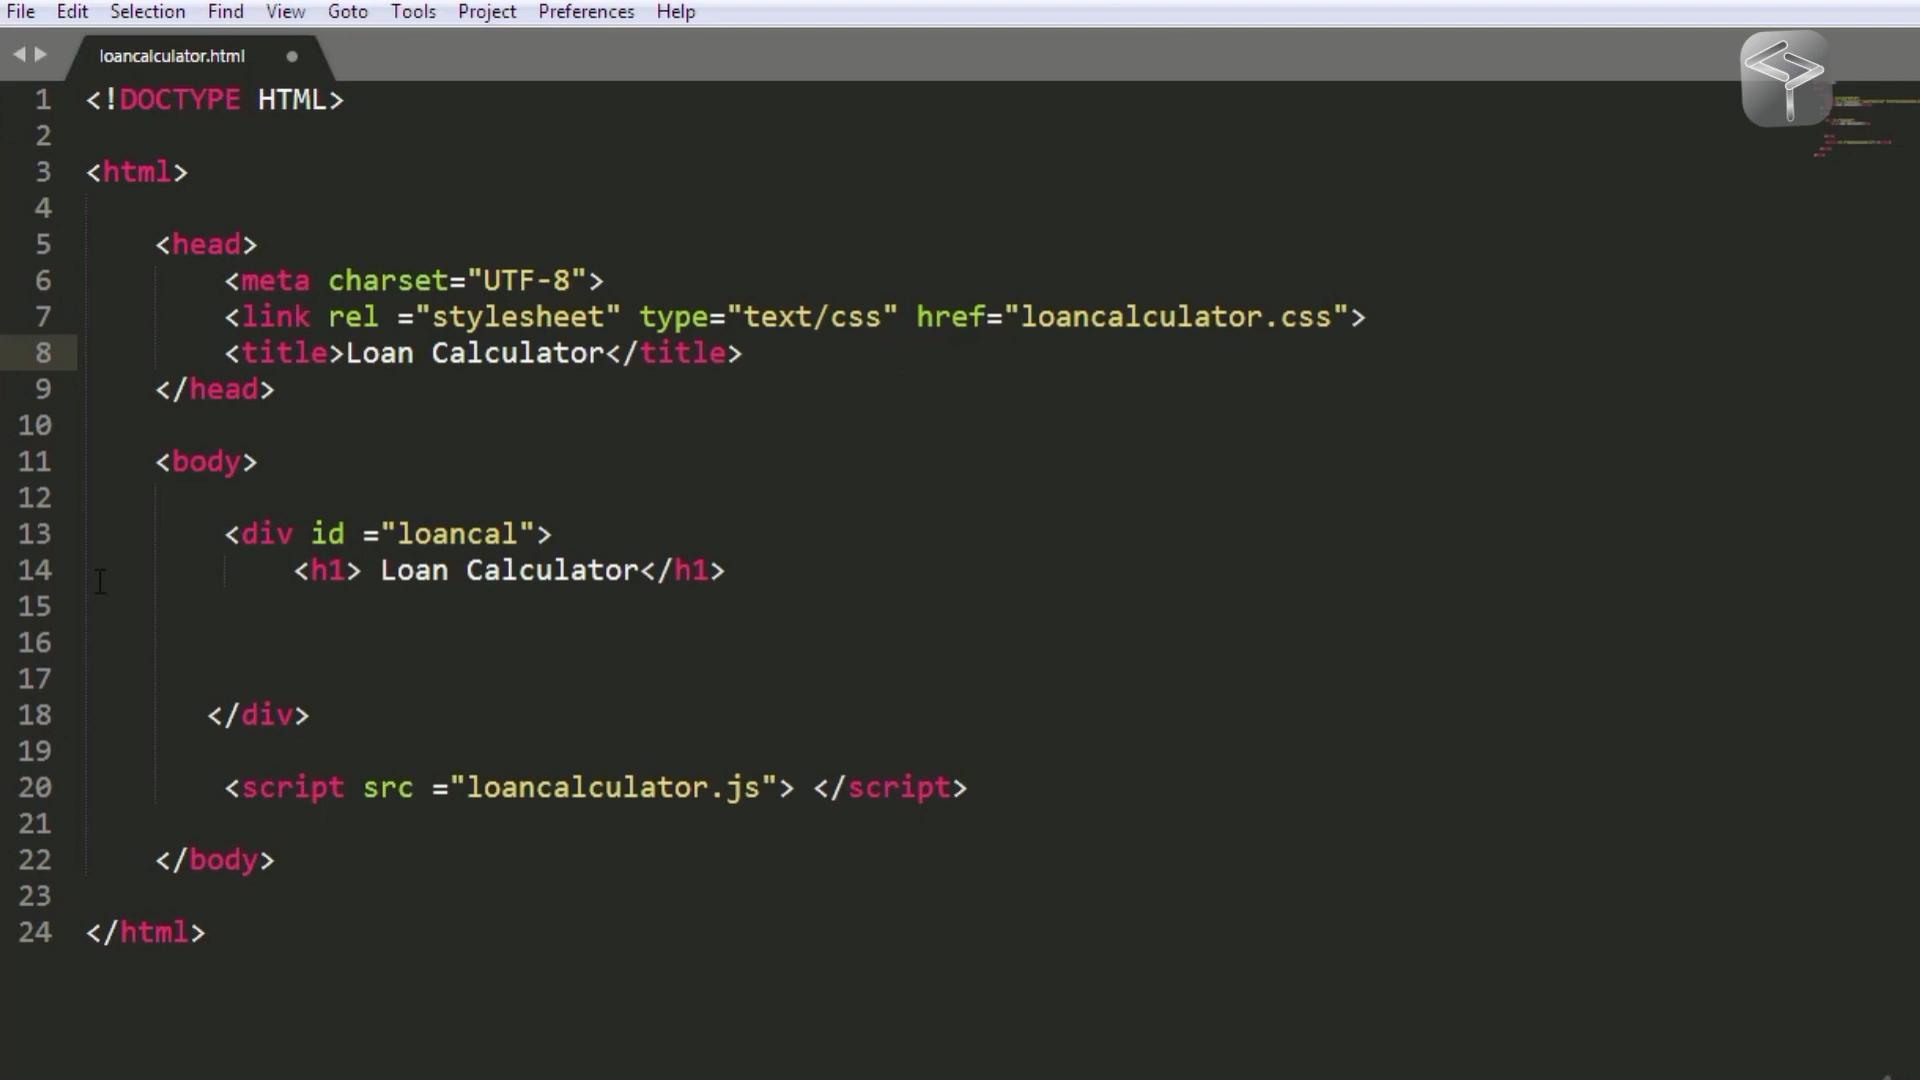 File Edit Selection Find View Goto Tools Project Preferences Help
loancalculator.html
1 <!DOCTYPE HTML>
2
3 <html>
4
5 <head>
6 <meta charset="UTF-8">
7 <link rel ="stylesheet" type="text/css" href="loancalculator.css">
8 <title>Loan Calculator</title>
9 </head>
10
11 <body>
12
13 <div id ="loancal">
14 <h1> Loan Calculator</h1>
15
16
17
18 </div>
19
20 <script src ="loancalculator.js"> </script>
21
22 </body>
23
24 </html>